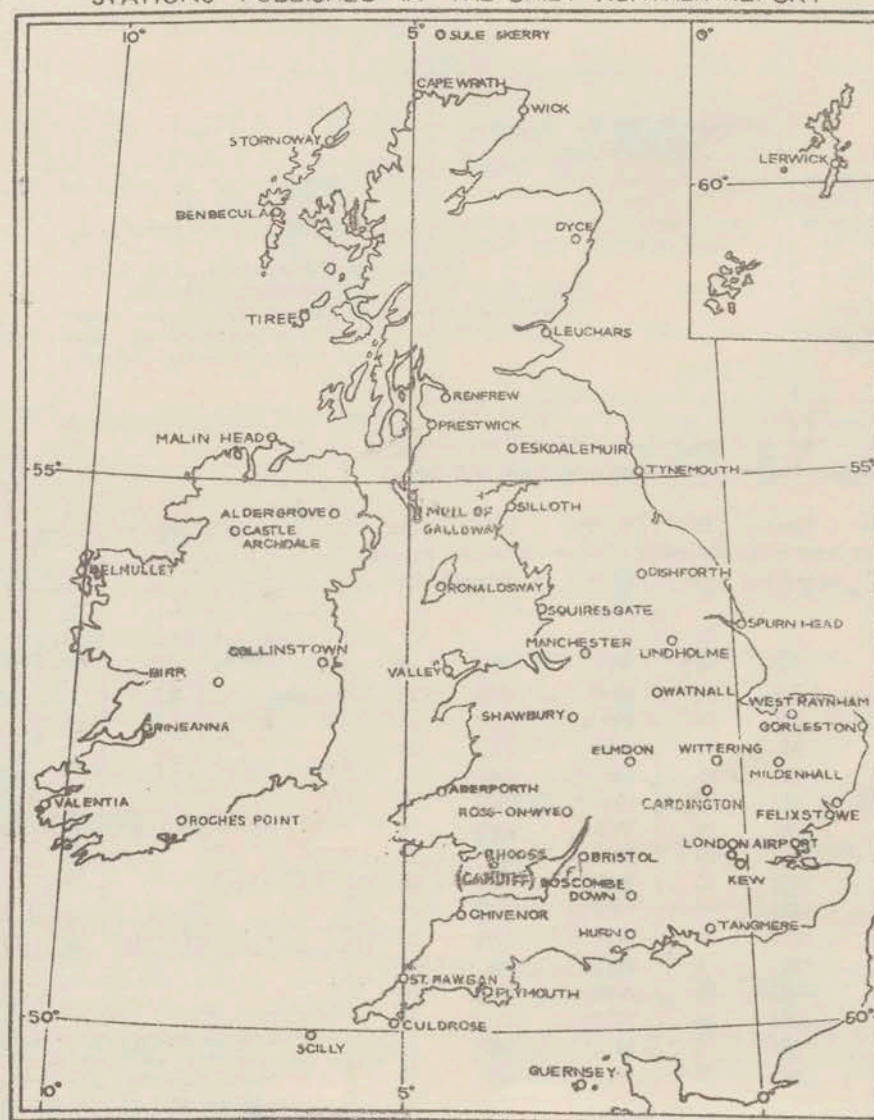 STATIONS PUBLISHED IN THE DAILY WEATHER REPORT
10°
5°
SULE SKERRY
0°
CAPE WRATH
WICK
STORNOWAY
LERWICK
60°
BENBECULA
DYCE
TIREE
LEUCHARS
RENFREW
PRESTWICK
MALIN HEAD
ESKDALEMUIR
55°
TYNEMOUTH
55°
ALDERGROVE
MULL OF
GALLOWAY
SILLOTH
CASTLE
ARCHDALE
BELMULLET
DISHFORTH
RONALDSWAY
SQUIRES GATE
SPURN HEAD
COLLINSTOWN
MANCHESTER
LINDHOLME
BIRR
VALLEY
WATNALL
WEST RAYNHAM
SHAWBURY
GORLESTON
RINEANNA
ELMDON
WITTERING
MILDENHALL
VALENTIA
ABERPORTH
CARDINGTON
ROSS-ON-WYE
FELIXSTOWE
ROCHES POINT
LONDON AIRPORT
RHOOSE
(CARDIFF)
BRISTOL
KEW
BOSCOMBE
DOWN
CHIVENOR
HURN
TANGMERE
ST. MAWGAN
PLYMOUTH
50°
CULDROSE
50°
SCILLY
GUERNSEY
10°
5°